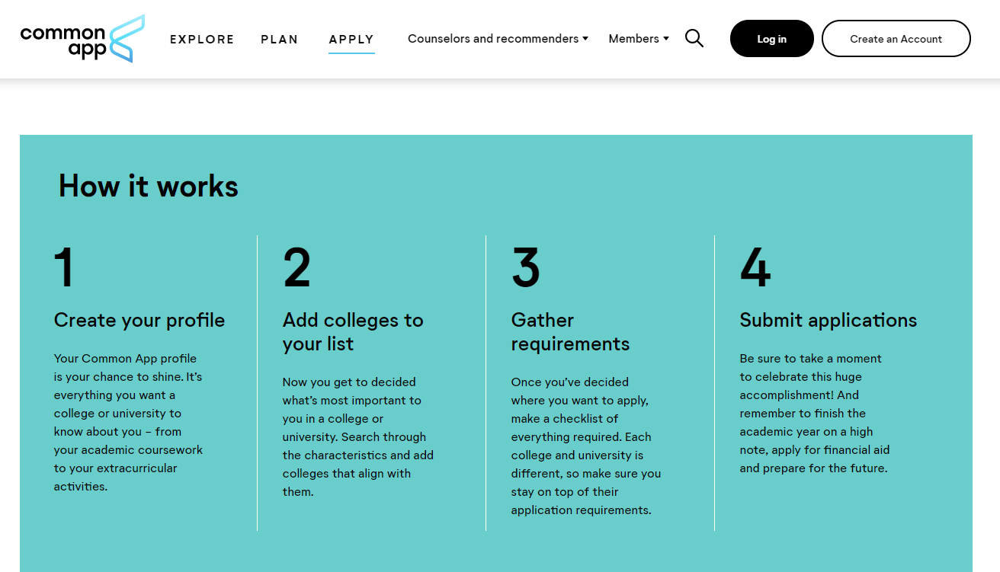 common
app
EXPLORE
PLAN
APPLY
Counselors and recommenders
Members
Log in
Create an Account
How it works
1
Create your profile
Your Common App profile
is your chance to shine. It’s
everything you want a
college or university to
know about you – from
your academic coursework
to your extracurricular
activities.
2
Add colleges to
your list
Now you get to decided
what’s most important to
you in a college or
university. Search through
the characteristics and add
colleges that align with
them.
3
Gather
requirements
Once you’ve decided
where you want to apply,
make a checklist of
everything required. Each
college and university is
different, so make sure you
stay on top of their
application requirements.
4
Submit applications
Be sure to take a moment
to celebrate this huge
accomplishment! And
remember to finish the
academic year on a high
note, apply for financial aid
and prepare for the future.